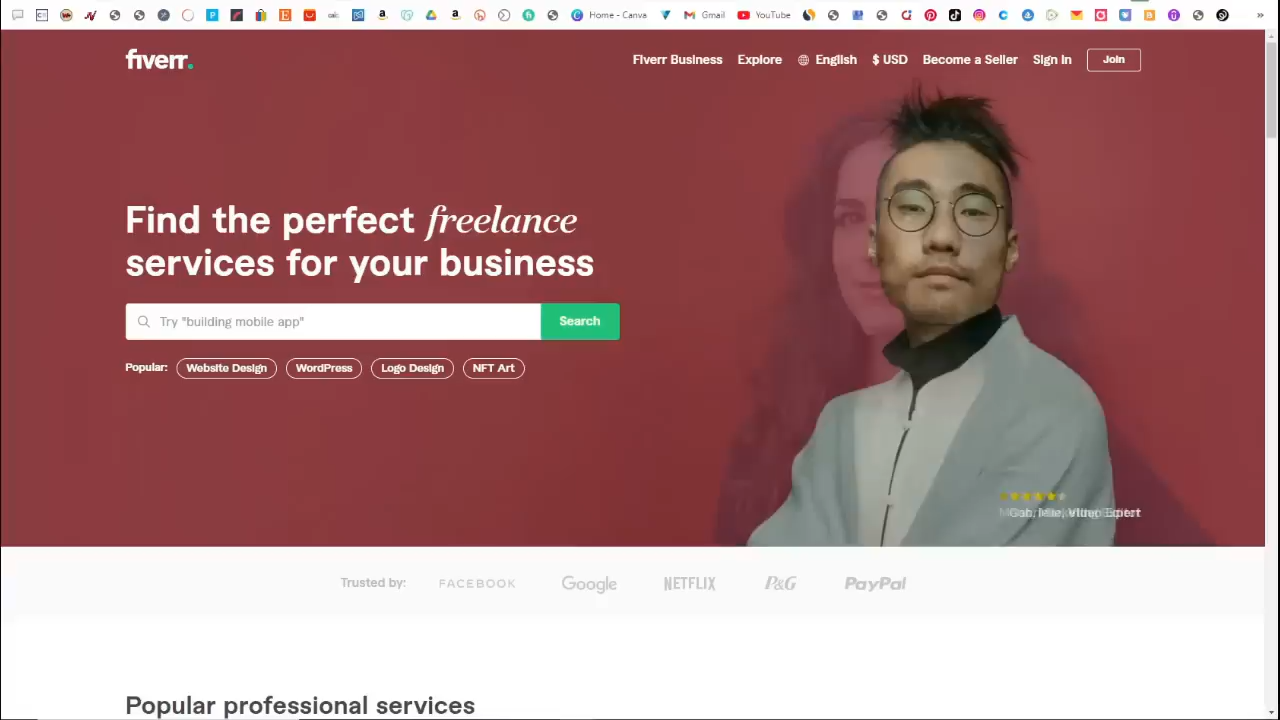 Home - Canva
Gmail
YouTube
»
fiverr.
Fiverr Business
Explore
English
$ USD
Become a Seller
Sign In
Join
Find the perfect freelance
services for your business
Try "building mobile app"
Search
Popular:
Website Design
WordPress
Logo Design
NFT Art
Trusted by:
FACEBOOK
Google
NETFLIX
P&G
PayPal
Popular professional services